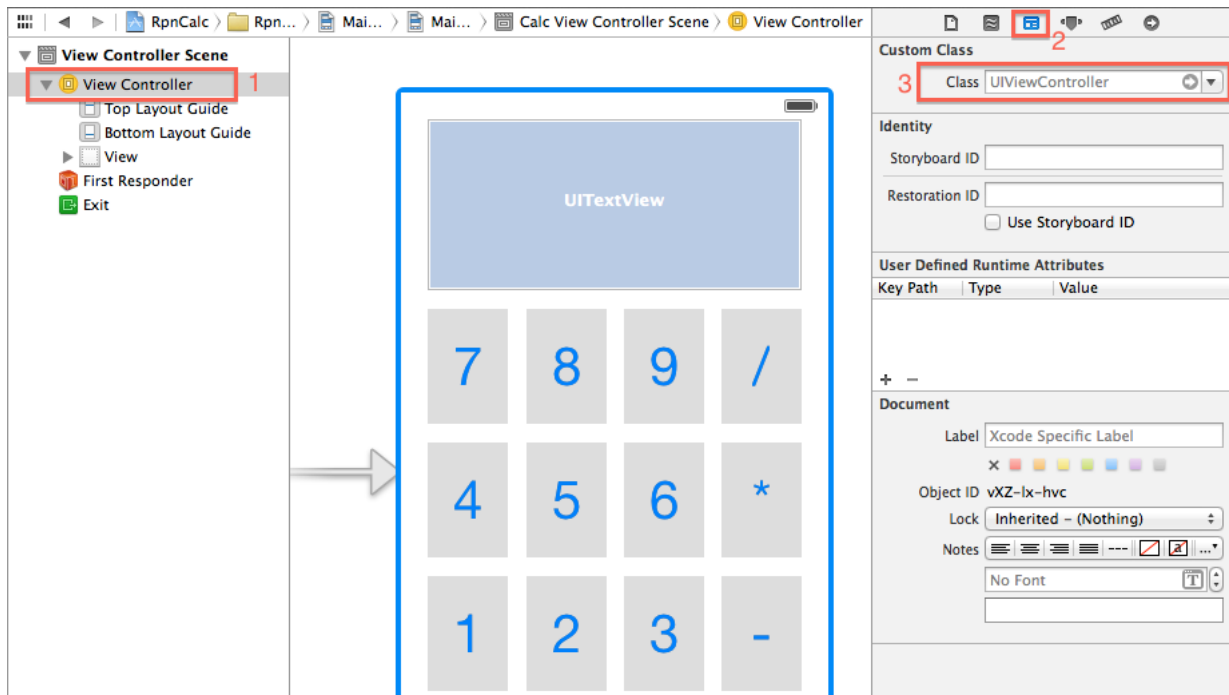 RpnCalc Rpn... Mai... Mai... Calc View Controller Scene View Controller
View Controller Scene
View Controller 1
Top Layout Guide
Bottom Layout Guide
View
First Responder
Exit
UITextView
7 8 9 /
4 5 6 *
1 2 3 -
2
Custom Class
3 Class UIViewController
Identity
Storyboard ID
Restoration ID
Use Storyboard ID
User Defined Runtime Attributes
Key Path Type Value
+ −
Document
Label Xcode Specific Label
×
Object ID vXZ-lx-hvc
Lock Inherited - (Nothing)
Notes --- a ...
No Font T